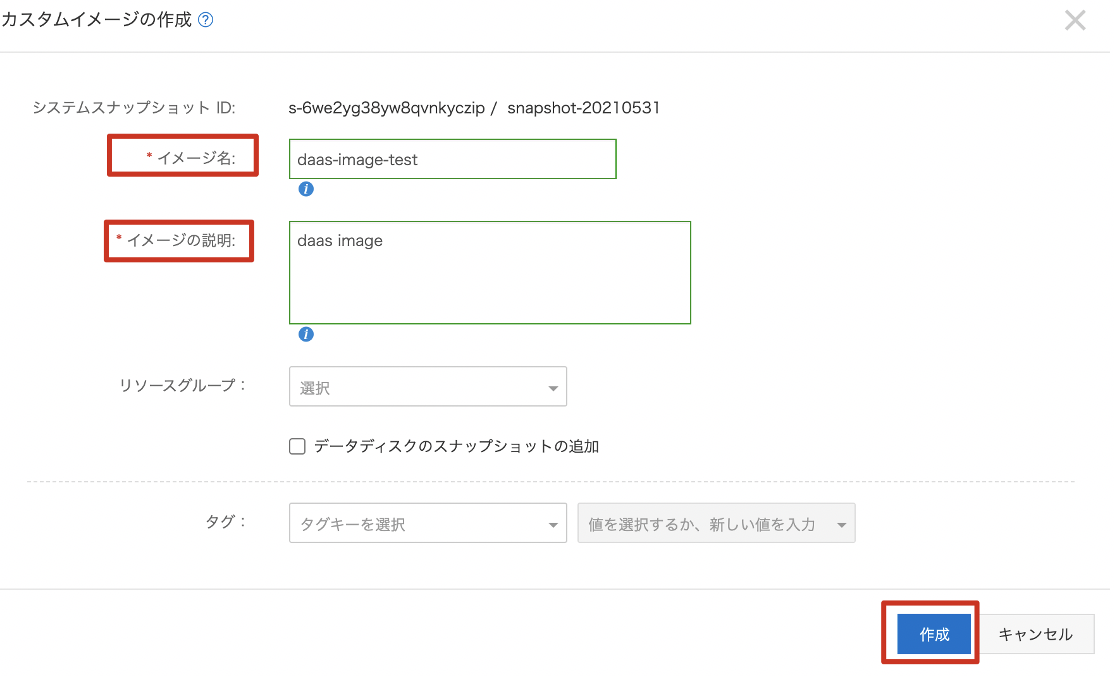 カスタムイメージの作成 ?
システムスナップショット ID: s-6we2yg38yw8qvnkyczip / snapshot-20210531
* イメージ名: daas-image-test
i
* イメージの説明: daas image
i
リソースグループ： 選択
データディスクのスナップショットの追加
タグ： タグキーを選択 値を選択するか、新しい値を入力
作成 キャンセル